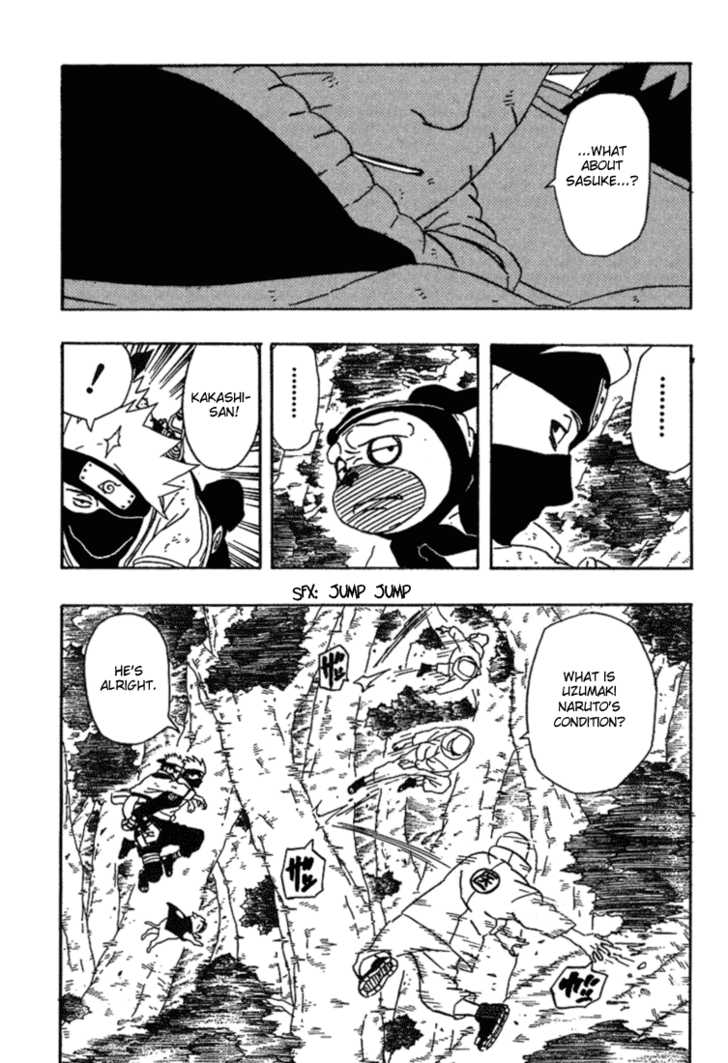 ...WHAT
ABOUT
SASUKE...?
.........
.........
KAKASHI-
SAN!
!
SFX: JUMP JUMP
WHAT IS
UZUMAKI
NARUTO'S
CONDITION?
HE'S
ALRIGHT.